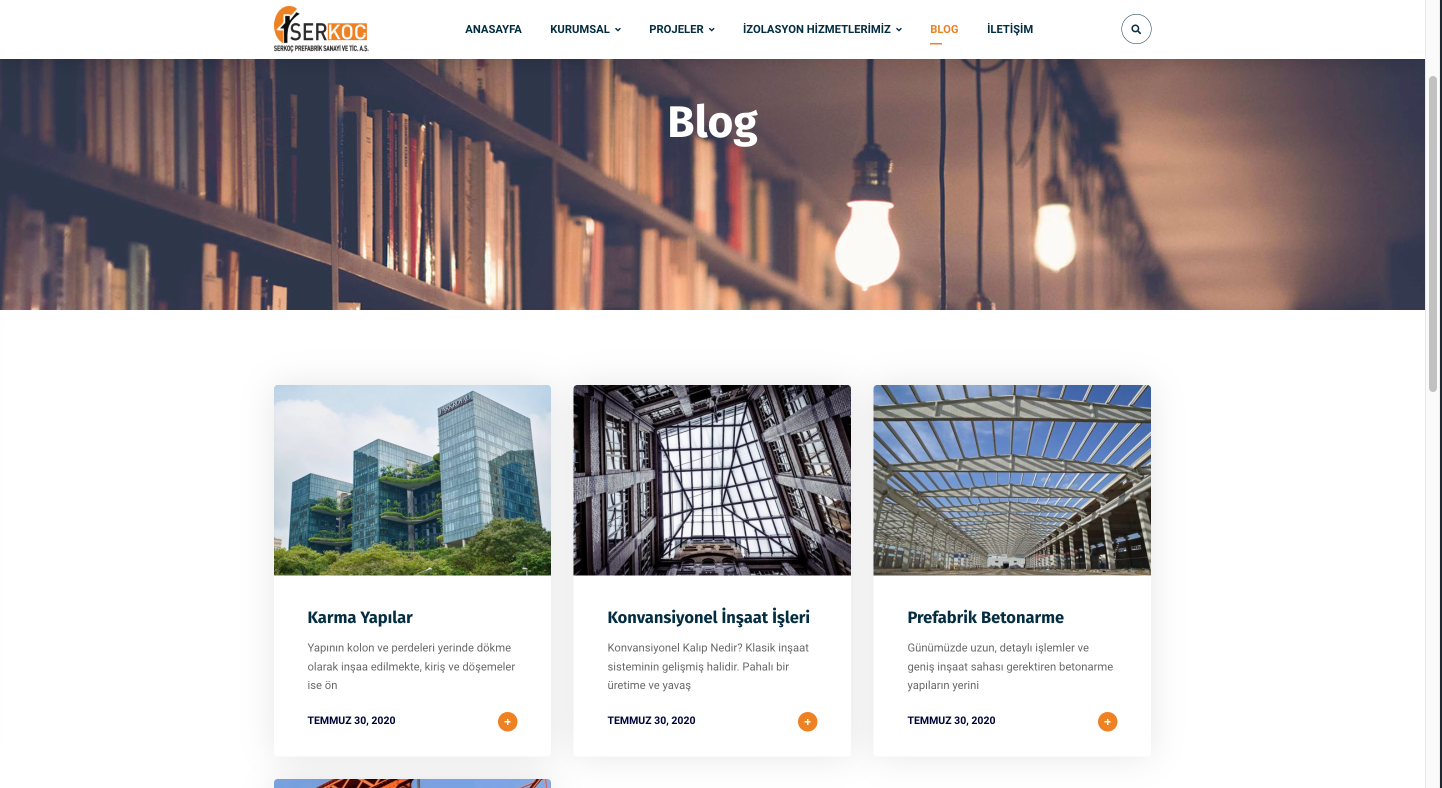 SERKOÇ
SERKOÇ PREFABRİK SANAYİ VE TİC. A.Ş.
ANASAYFA
KURUMSAL
PROJELER
İZOLASYON HİZMETLERİMİZ
BLOG
İLETİŞİM
Blog
Karma Yapılar
Yapının kolon ve perdeleri yerinde dökme
olarak inşaa edilmekte, kiriş ve döşemeler
ise ön
TEMMUZ 30, 2020
Konvansiyonel İnşaat İşleri
Konvansiyonel Kalıp Nedir? Klasik inşaat
sisteminin gelişmiş halidir. Pahalı bir
üretime ve yavaş
TEMMUZ 30, 2020
Prefabrik Betonarme
Günümüzde uzun, detaylı işlemler ve
geniş inşaat sahası gerektiren betonarme
yapıların yerini
TEMMUZ 30, 2020